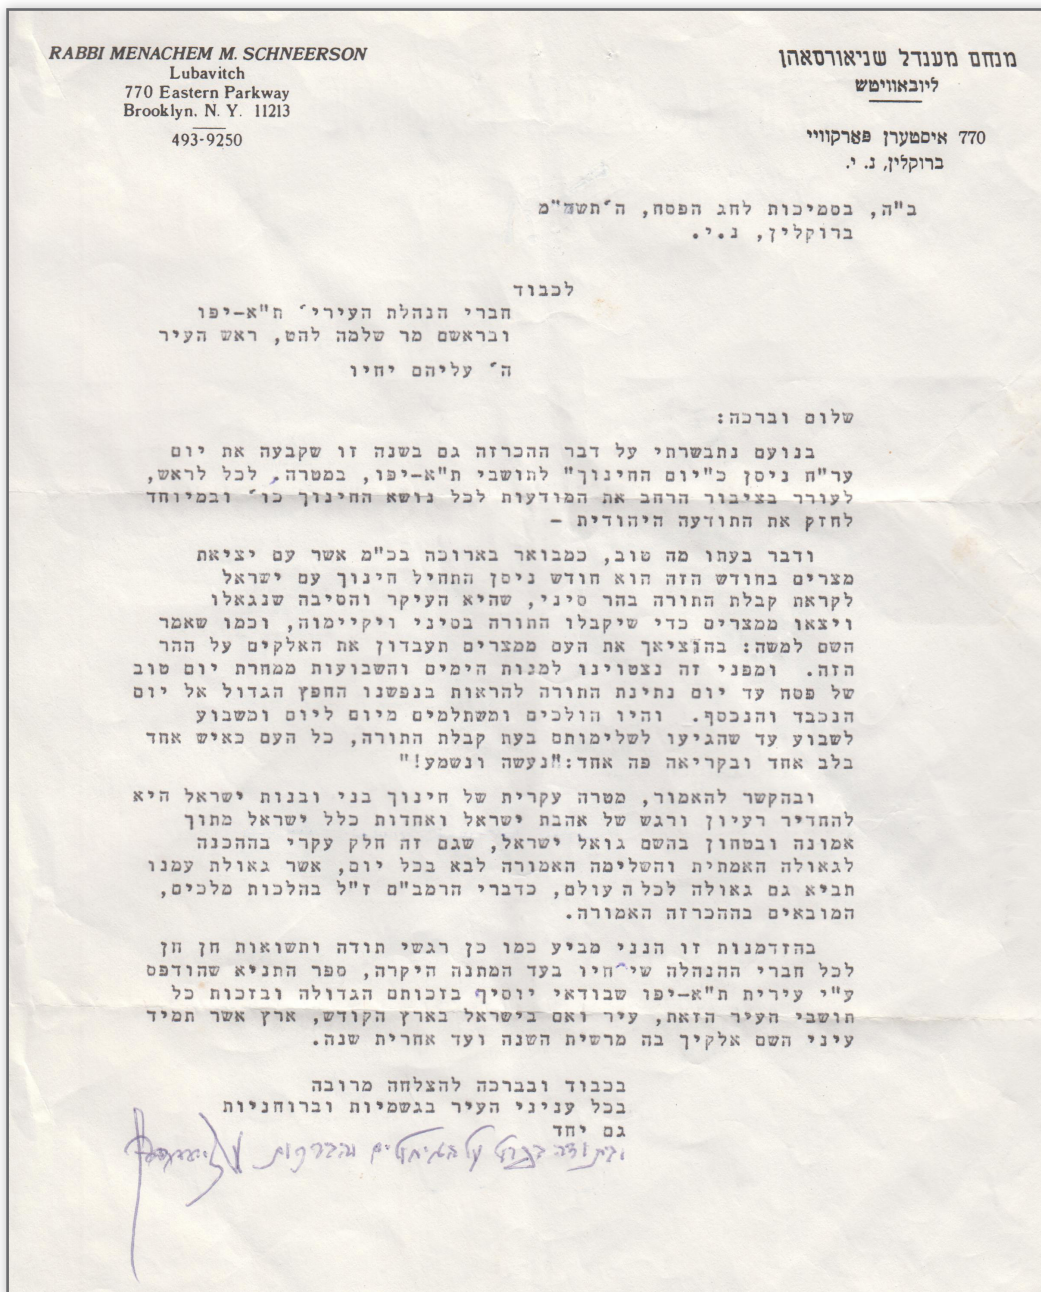 RABBI MENACHEM M. SCHNEERSON
Lubavitch
770 Eastern Parkway
Brooklyn, N. Y. 11213
493-9250
מנחם מענדל שניאורסאהן
ליובאוויטש
770 איסטערן פארקוויי
ברוקלין, נ. י.
ב"ה, בסמיכות לחג הפסח, ה'תשמ"מ
ברוקלין, נ.י.
לכבוד
חברי הנהלת העירי' ת"א-יפו
ובראשם מר שלמה להט, ראש העיר
ה' עליהם יחיו
שלום וברכה:
בנועם נתבשרתי על דבר ההכרזה גם בשנה זו שקבעה את יום
ער"ח ניסן כ"יום החינוך" לתושבי ת"א-יפו, במטרה, לכל לראש,
לעורר בציבור הרחב את המודעות לכל נושא החינוך כו' ובמיוחד
לחזק את התודעה היהודית -
ודבר בעתו מה טוב, כמבואר בארוכה בכ"מ אשר עם יציאת
מצרים בחודש הזה הוא חודש ניסן התחיל חינוך עם ישראל
לקראת קבלת התורה בהר סיני, שהיא העיקר והסיבה שנגאלו
ויצאו ממצרים כדי שיקבלו התורה בסיני ויקיימוה, וכמו שאמר
השם למשה: בהוציאך את העם ממצרים תעבדון את האלקים על ההר
הזה. ומפני זה נצטוינו למנות הימים והשבועות ממחרת יום טוב
של פסח עד יום נתינת התורה להראות בנפשנו החפץ הגדול אל יום
הנכבד והנכסף. והיו הולכים ומשתלמים מיום ליום ומשבוע
לשבוע עד שהגיעו לשלימותם בעת קבלת התורה, כל העם כאיש אחד
בלב אחד ובקריאה פה אחד:"נעשה ונשמע!"
ובהקשר להאמור, מטרה עקרית של חינוך בני ובנות ישראל היא
להחדיר רעיון ורגש של אהבת ישראל ואחדות כלל ישראל מתוך
אמונה ובטחון בהשם גואל ישראל, שגם זה חלק עקרי בההכנה
לגאולה האמתית והשלימה האמורה לבא בכל יום, אשר גאולת עמנו
תביא גם גאולה לכל העולם, כדברי הרמב"ם ז"ל בהלכות מלכים,
המובאים בההכרזה האמורה.
בהזדמנות זו הנני מביע כמו כן רגשי תודה ותשואות חן חן
לכל חברי ההנהלה שי'חיו בעד המתנה היקרה, ספר התניא שהודפס
ע"י עירית ת"א-יפו שבודאי יוסיף בזכותם הגדולה ובזכות כל
תושבי העיר הזאת, עיר ואם בישראל בארץ הקודש, ארץ אשר תמיד
עיני השם אלקיך בה מרשית השנה ועד אחרית שנה.
בכבוד ובברכה להצלחה מרובה
בכל עניני העיר בגשמיות וברוחניות
גם יחד